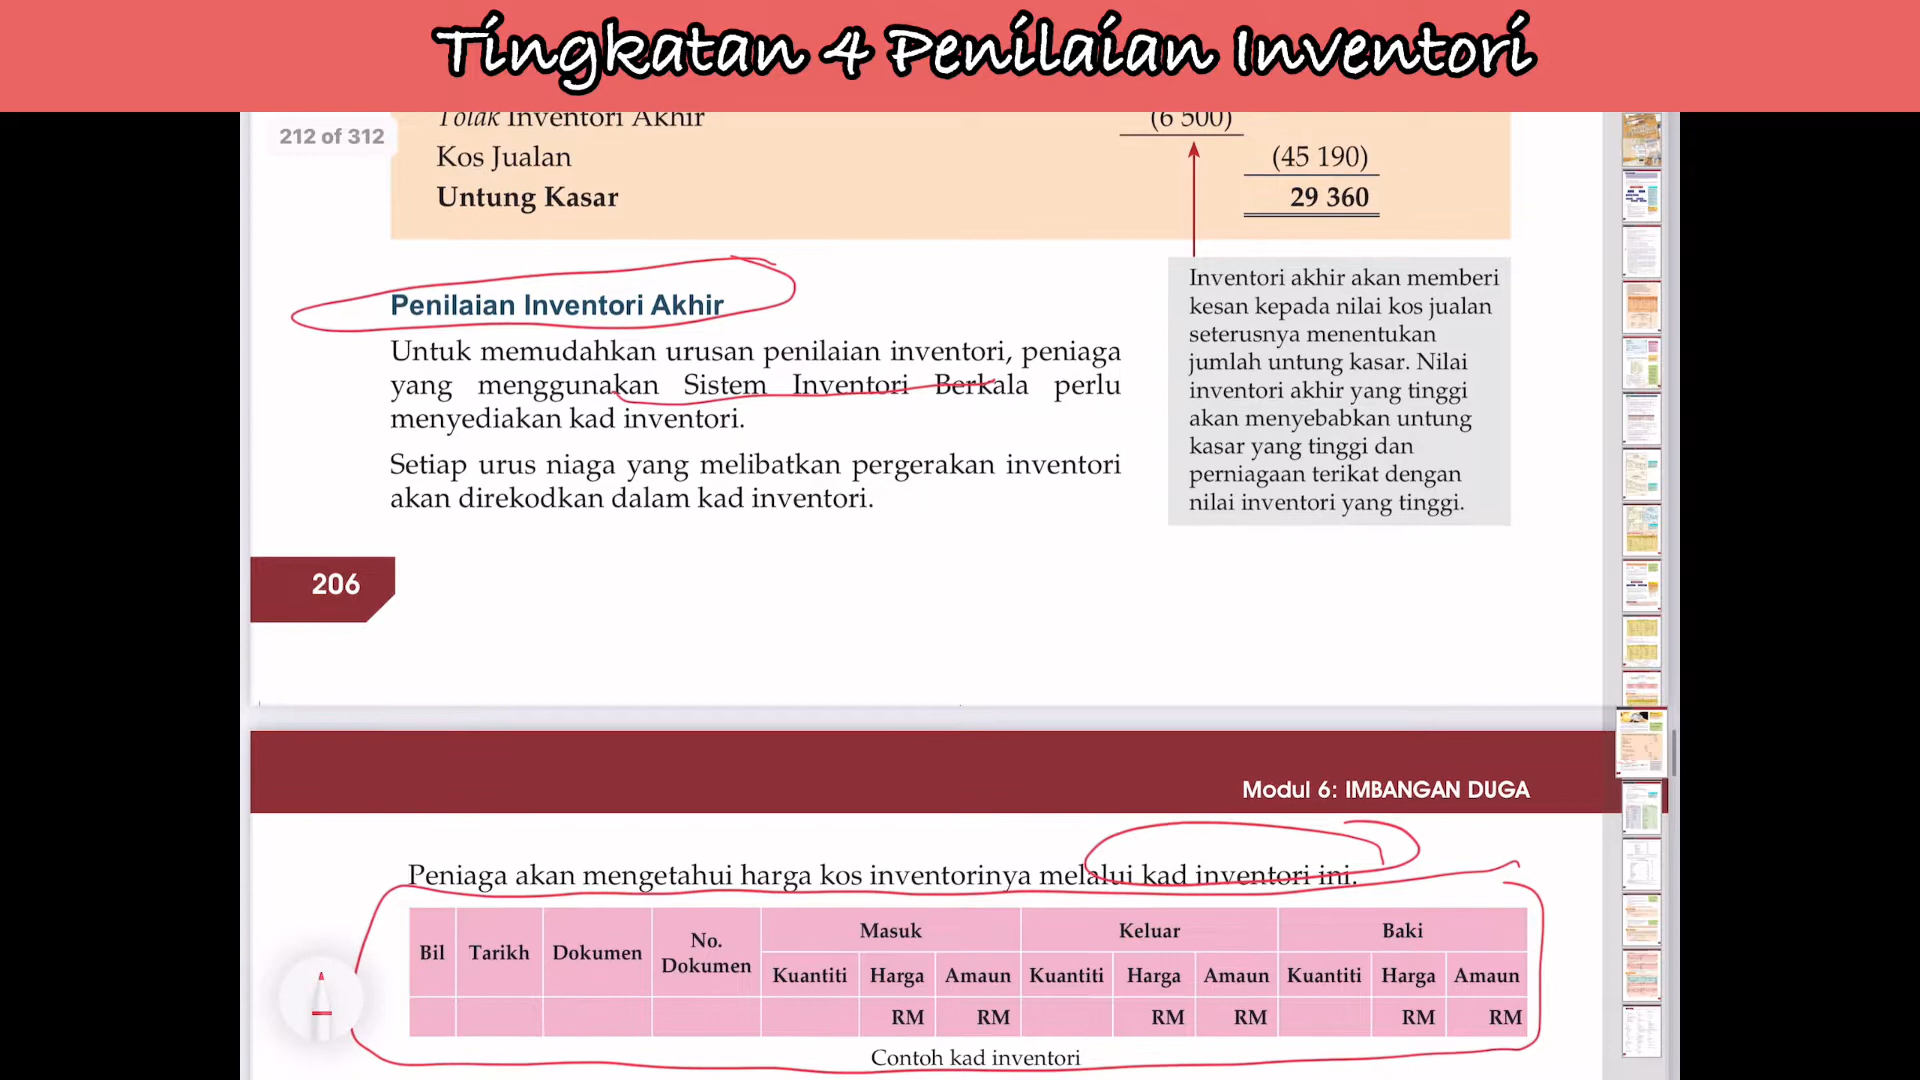 Tingkatan 4 Penilaian Inventori
212 of 312
Tolak Inventori Akhir
(6 500)
Kos Jualan
(45 190)
Untung Kasar
29 360
Penilaian Inventori Akhir
Untuk memudahkan urusan penilaian inventori, peniaga
yang menggunakan Sistem Inventori Berkala perlu
menyediakan kad inventori.
Setiap urus niaga yang melibatkan pergerakan inventori
akan direkodkan dalam kad inventori.
Inventori akhir akan memberi
kesan kepada nilai kos jualan
seterusnya menentukan
jumlah untung kasar. Nilai
inventori akhir yang tinggi
akan menyebabkan untung
kasar yang tinggi dan
perniagaan terikat dengan
nilai inventori yang tinggi.
206
Modul 6: IMBANGAN DUGA
Peniaga akan mengetahui harga kos inventorinya melalui kad inventori ini.
Bil Tarikh Dokumen No. Dokumen Masuk Keluar Baki
Kuantiti Harga Amaun Kuantiti Harga Amaun Kuantiti Harga Amaun
RM RM RM RM RM RM
Contoh kad inventori